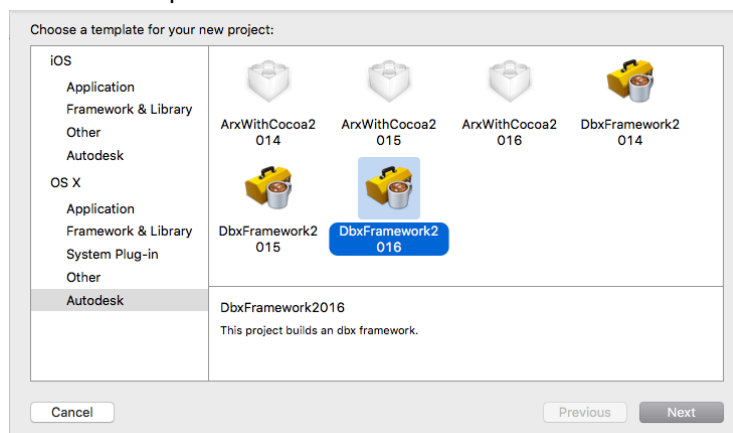 Choose a template for your new project:
iOS
Application
Framework & Library
Other
Autodesk
OS X
Application
Framework & Library
System Plug-in
Other
Autodesk
ArxWithCocoa2
014
ArxWithCocoa2
015
ArxWithCocoa2
016
DbxFramework2
014
DbxFramework2
015
DbxFramework2
016
DbxFramework2016
This project builds an dbx framework.
Cancel
Previous
Next